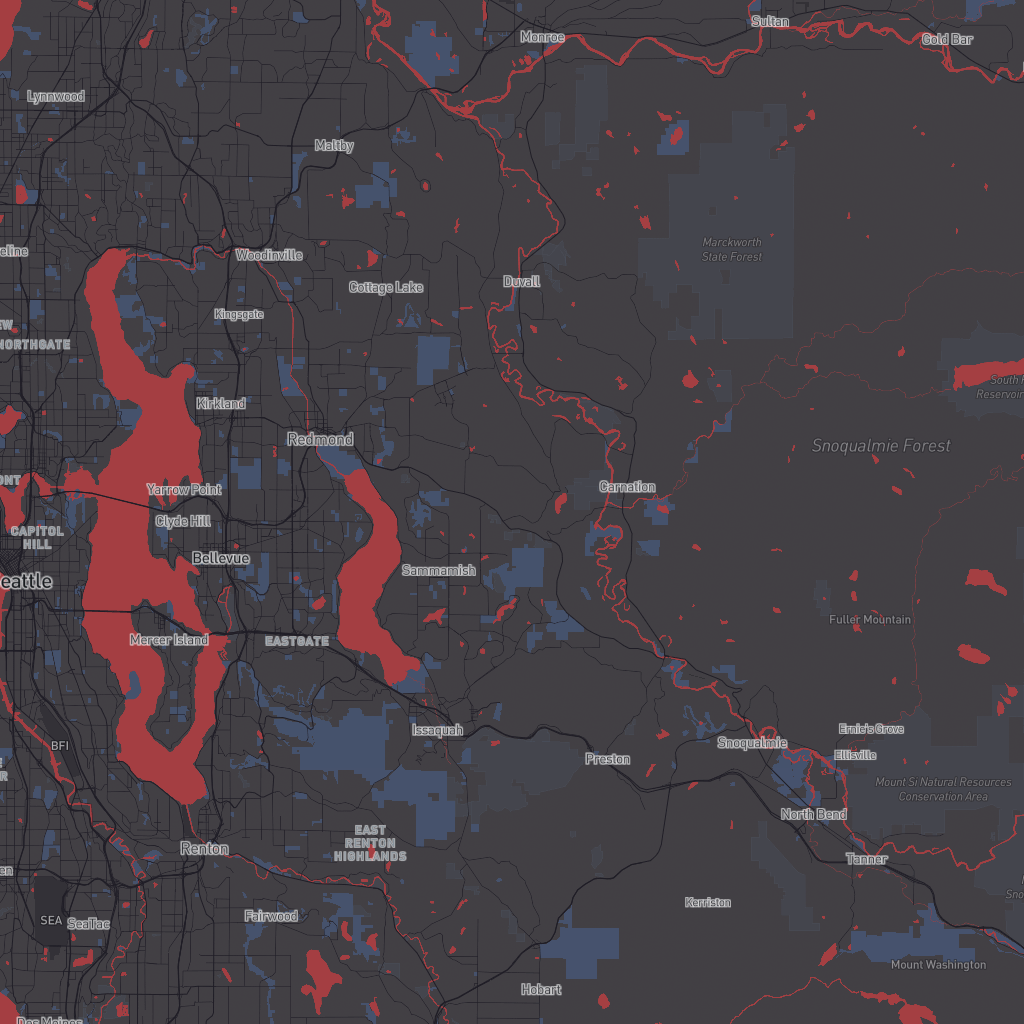 Sultan
Monroe
Gold Bar
Lynnwood
Maltby
Marckworth
State Forest
eline
Woodinville
Duvall
Cottage Lake
Kingsgate
EW
NORTHGATE
South F
Reservoir
Kirkland
Redmond
Snoqualmie Forest
ONT
Yarrow Point
Carnation
Clyde Hill
CAPITOL
HILL
Bellevue
Sammamish
eattle
Fuller Mountain
Mercer Island
EASTGATE
Issaquah
Ernie's Grove
BFI
Snoqualmie
Ellisville
Preston
E
R
Mount Si Natural Resources
Conservation Area
North Bend
EAST
RENTON
HIGHLANDS
Renton
Tanner
en
Sno
Kerriston
SEA
SeaTac
Fairwood
Mount Washington
Hobart
Des Moines